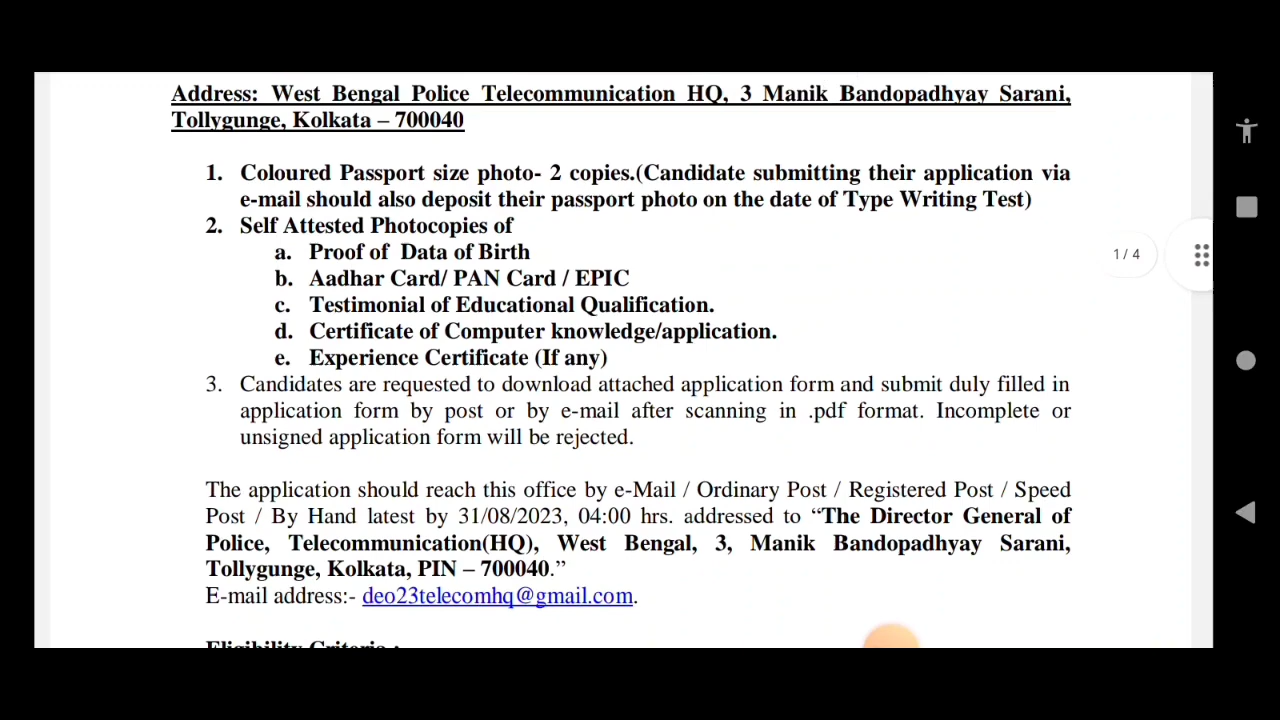 Address: West Bengal Police Telecommunication HQ, 3 Manik Bandopadhyay Sarani,
Tollygunge, Kolkata – 700040
1. Coloured Passport size photo- 2 copies.(Candidate submitting their application via
e-mail should also deposit their passport photo on the date of Type Writing Test)
2. Self Attested Photocopies of
a. Proof of Data of Birth
b. Aadhar Card/ PAN Card / EPIC
c. Testimonial of Educational Qualification.
d. Certificate of Computer knowledge/application.
e. Experience Certificate (If any)
3. Candidates are requested to download attached application form and submit duly filled in
application form by post or by e-mail after scanning in .pdf format. Incomplete or
unsigned application form will be rejected.
The application should reach this office by e-Mail / Ordinary Post / Registered Post / Speed
Post / By Hand latest by 31/08/2023, 04:00 hrs. addressed to “The Director General of
Police, Telecommunication(HQ), West Bengal, 3, Manik Bandopadhyay Sarani,
Tollygunge, Kolkata, PIN – 700040.”
E-mail address:- deo23telecomhq@gmail.com.
Eligibility Criteria :
1 / 4